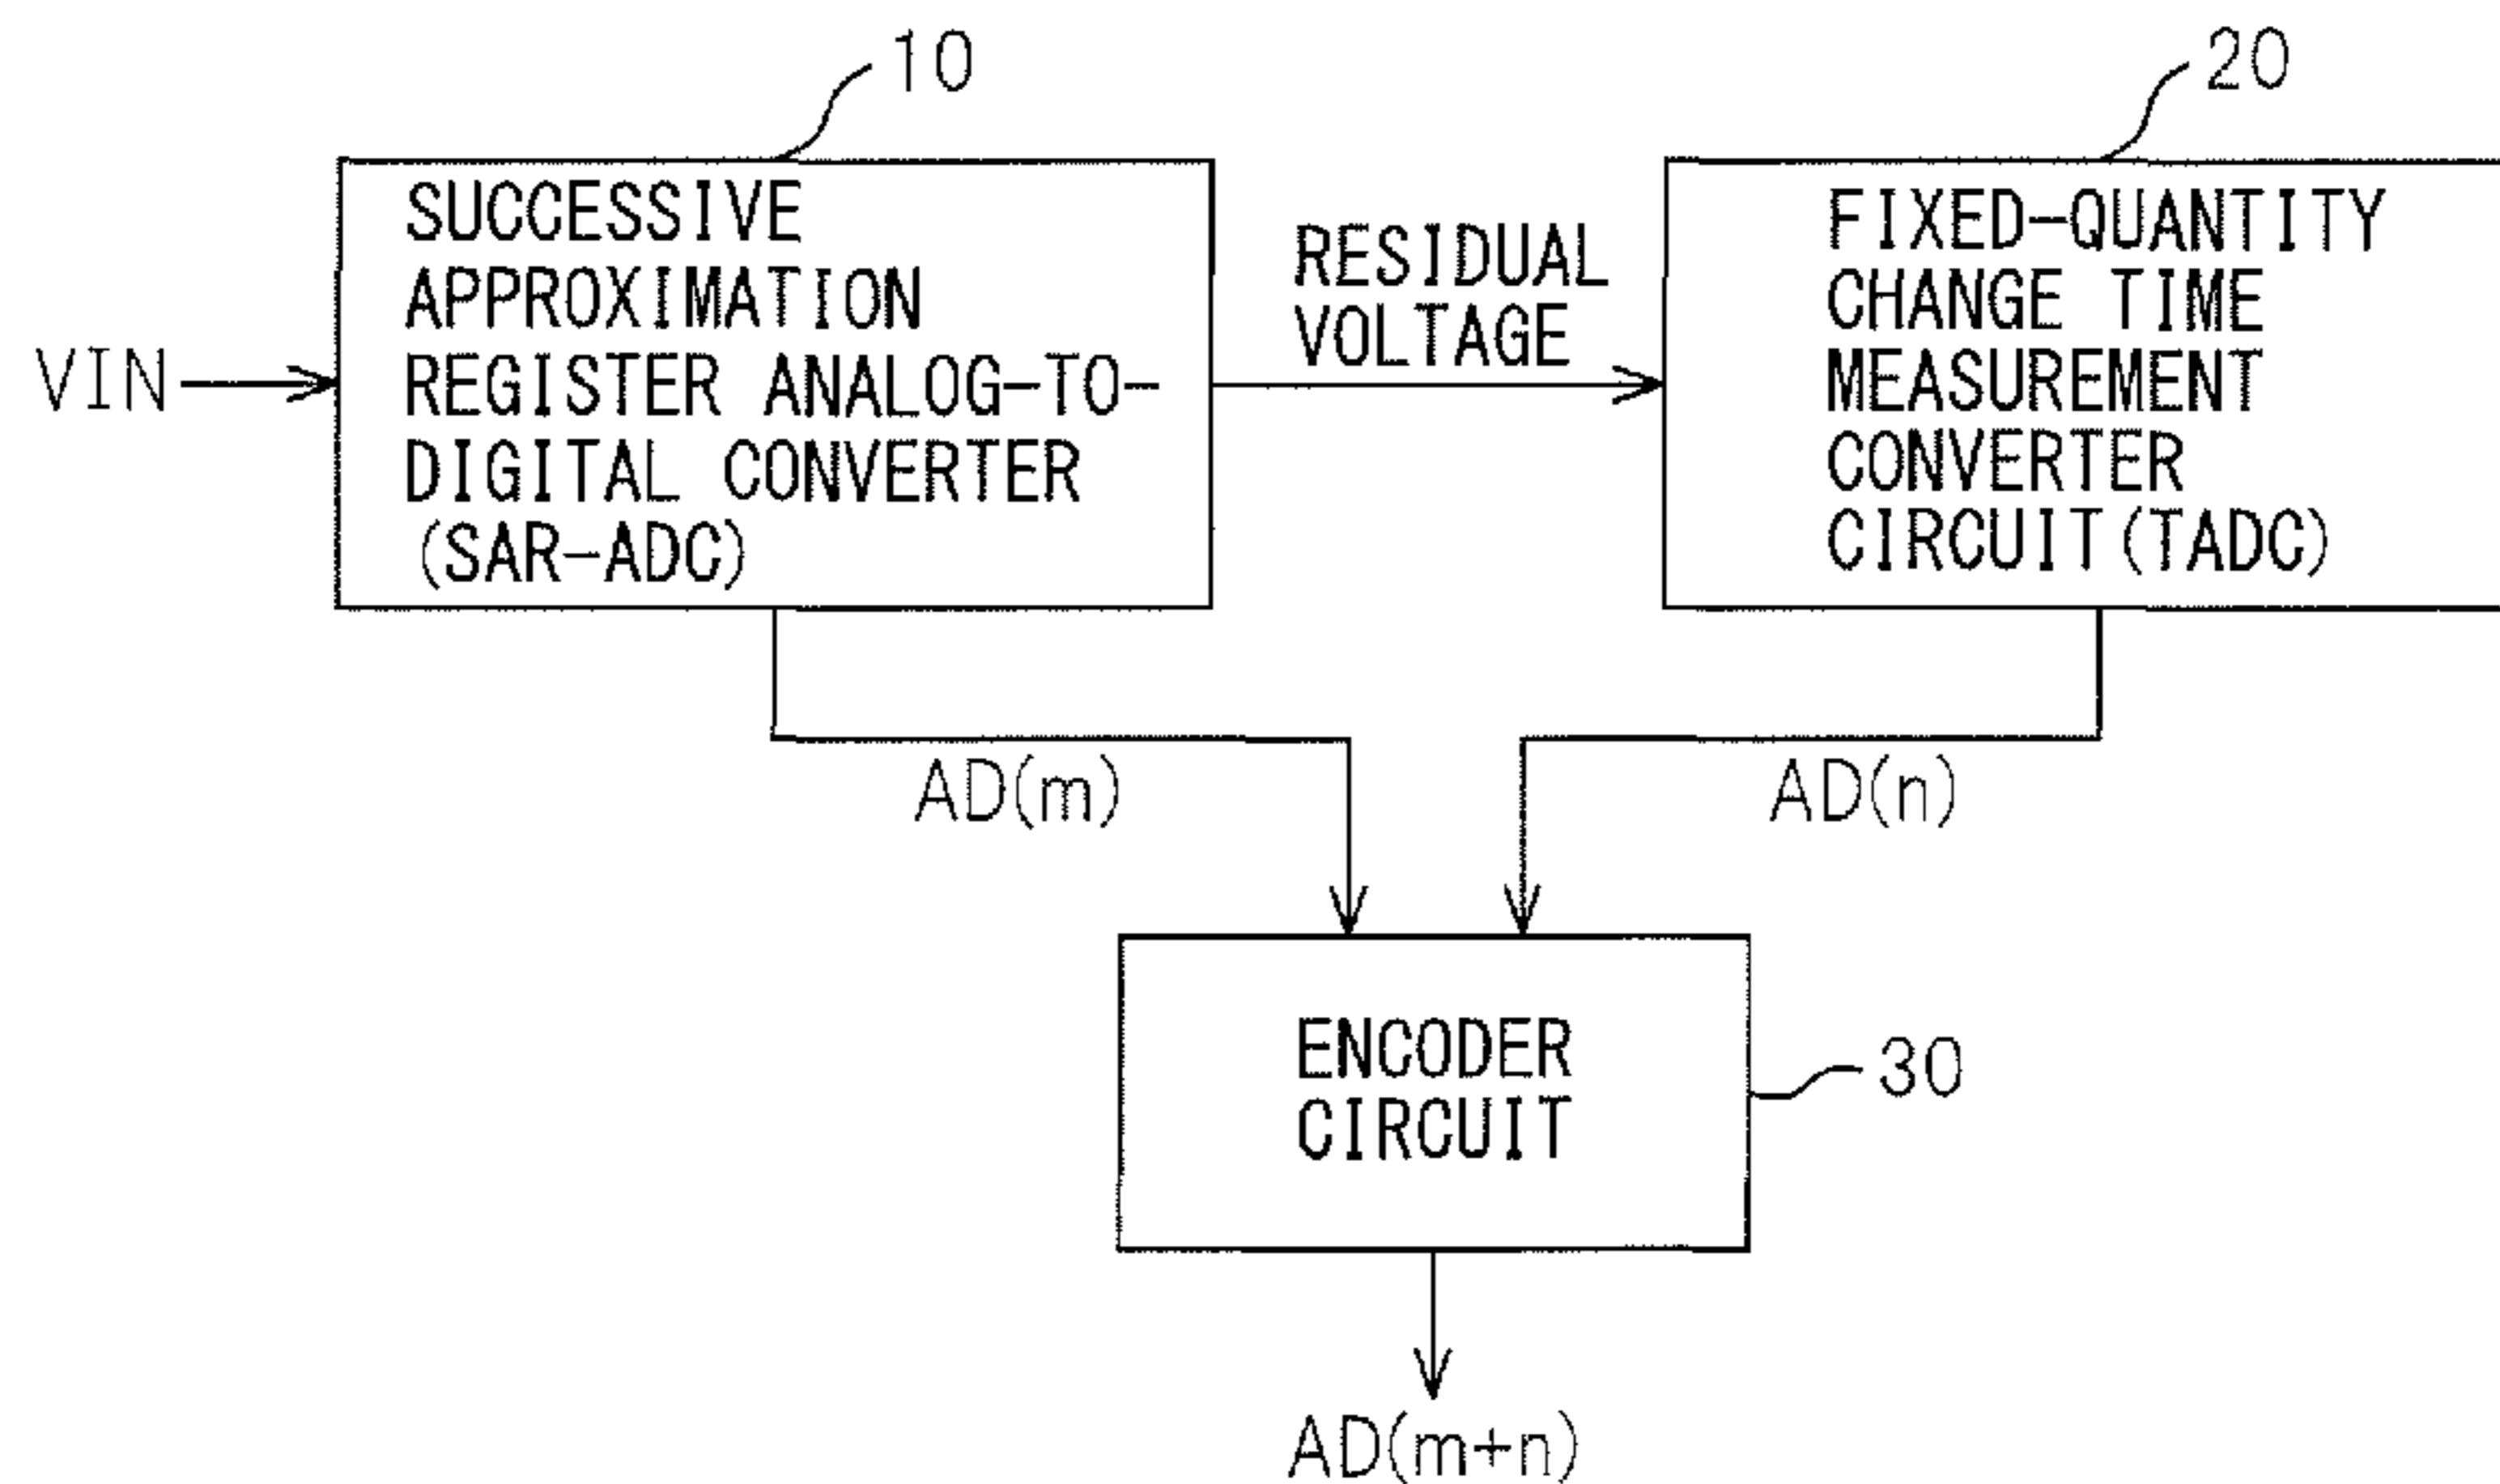 10
20
SUCCESSIVE
APPROXIMATION
REGISTER ANALOG-TO-
DIGITAL CONVERTER
(SAR-ADC)
VIN
RESIDUAL
VOLTAGE
FIXED-QUANTITY
CHANGE TIME
MEASUREMENT
CONVERTER
CIRCUIT(TADC)
AD(m)
AD(n)
ENCODER
CIRCUIT
30
AD(m+n)